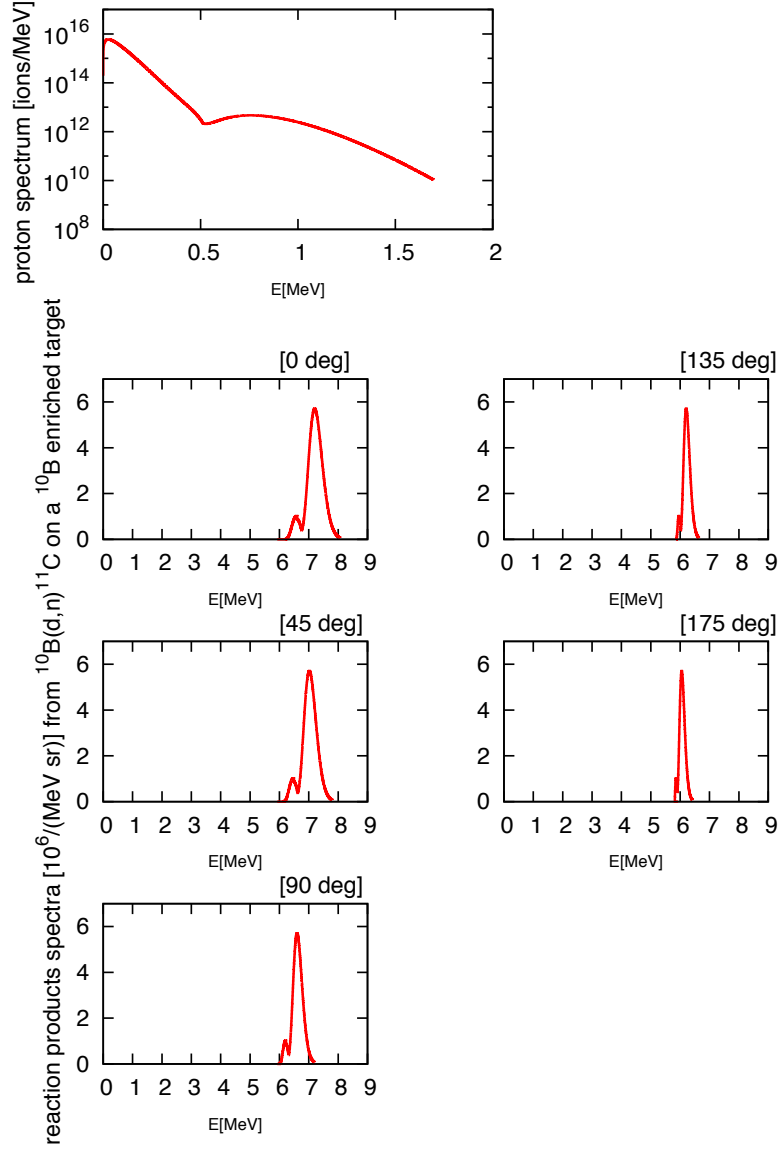 proton spectrum [ions/MeV]
10^16
10^14
10^12
10^10
10^8
0 0.5 1 1.5 2
E[MeV]
reaction products spectra [10^6/(MeV sr)] from ^10B(d,n)^11C on a ^10B enriched target
[0 deg]
6
4
2
0
0 1 2 3 4 5 6 7 8 9
E[MeV]
[135 deg]
6
4
2
0
0 1 2 3 4 5 6 7 8 9
E[MeV]
[45 deg]
6
4
2
0
0 1 2 3 4 5 6 7 8 9
E[MeV]
[175 deg]
6
4
2
0
0 1 2 3 4 5 6 7 8 9
E[MeV]
[90 deg]
6
4
2
0
0 1 2 3 4 5 6 7 8 9
E[MeV]